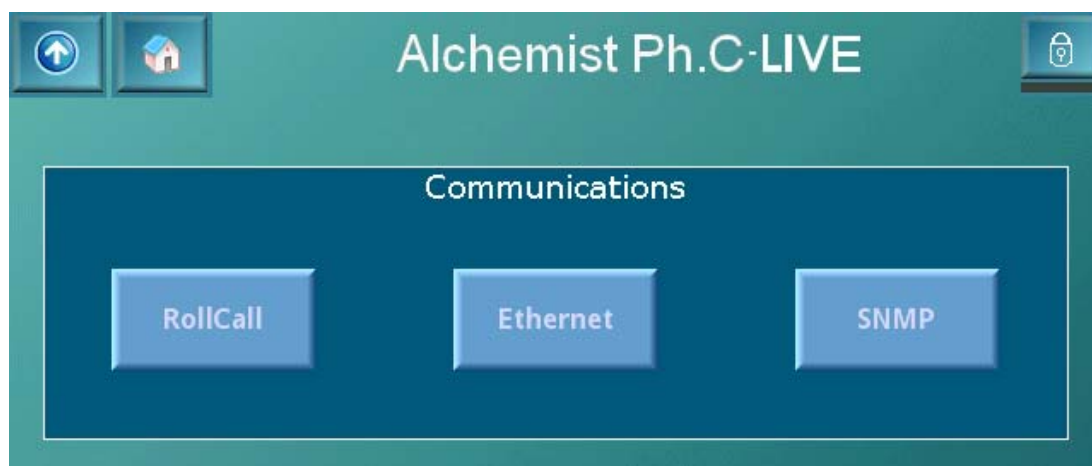 Alchemist Ph.C-LIVE
Communications
RollCall
Ethernet
SNMP